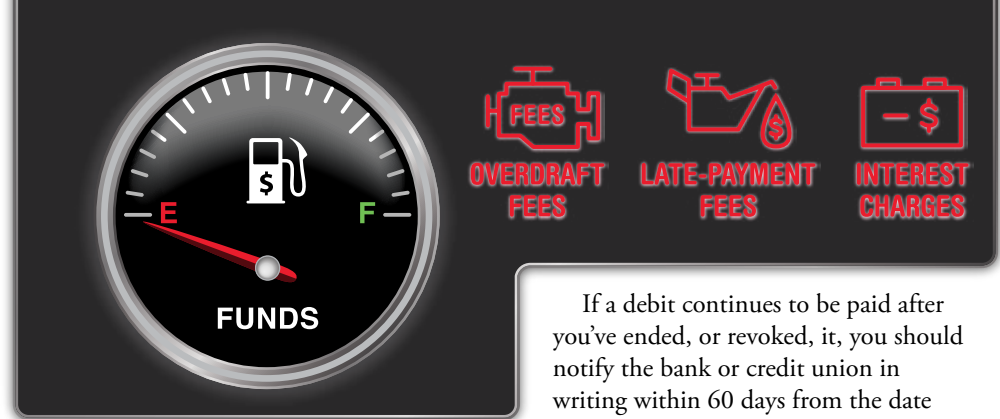 $
E
F
FUNDS
FEES
OVERDRAFT
FEES
$
LATE-PAYMENT
FEES
– $
INTEREST
CHARGES
If a debit continues to be paid after
you've ended, or revoked, it, you should
notify the bank or credit union in
writing within 60 days from the date